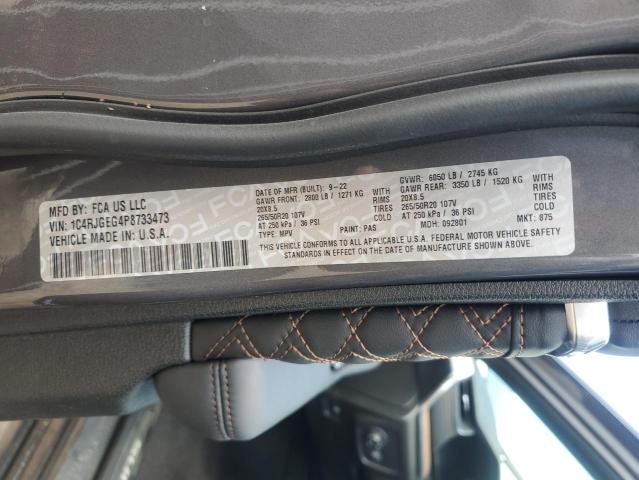 MFD BY: FCA US LLC
VIN: 1C4RJGEG4P8733473
VEHICLE MADE IN U.S.A.
DATE OF MFR (BUILT): 9-22 GVWR: 6050 LB / 2745 KG
GAWR FRONT: 2800 LB / 1271 KG WITH GAWR REAR: 3350 LB / 1520 KG WITH
20X8.5 RIMS 20X8.5 RIMS
265/50R20 107V TIRES 265/50R20 107V TIRES
AT 250 kPa / 36 PSI COLD AT 250 kPa / 36 PSI COLD
TYPE: MPV PAINT: PAS MDH: 092801 MKT: 875
THIS VEHICLE CONFORMS TO ALL APPLICABLE U.S.A. FEDERAL MOTOR VEHICLE SAFETY
STANDARDS IN EFFECT ON THE DATE OF MANUFACTURE SHOWN ABOVE.